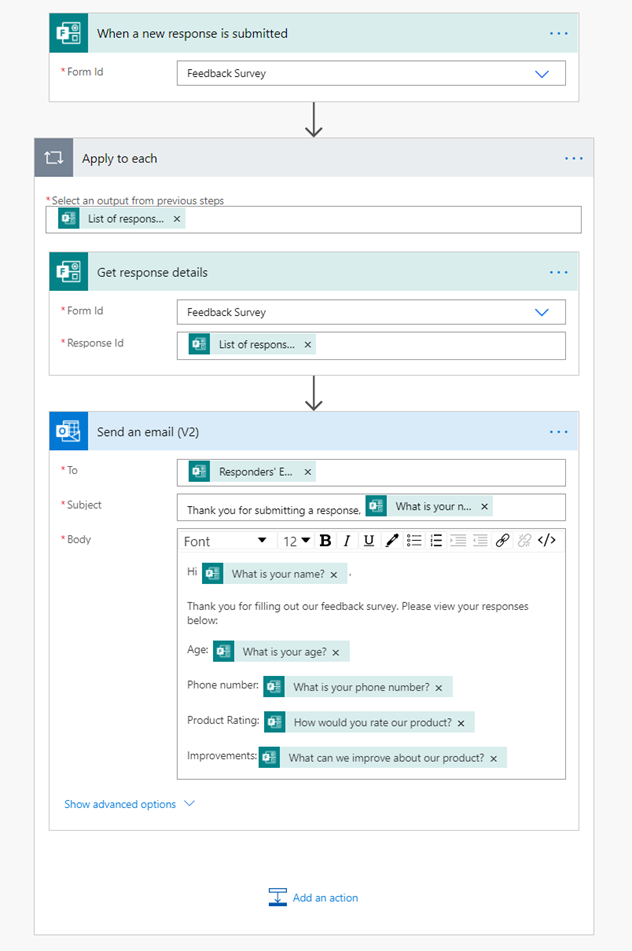 When a new response is submitted
* Form Id
Feedback Survey
Apply to each
* Select an output from previous steps
List of respons... ×
Get response details
* Form Id
Feedback Survey
* Response Id
List of respons... ×
Send an email (V2)
* To
Responders' E... ×
* Subject
Thank you for submitting a response, What is your n... ×
* Body
Font 12 B I U </>
Hi What is your name? × .
Thank you for filling out our feedback survey. Please view your responses
below:
Age: What is your age? ×
Phone number: What is your phone number? ×
Product Rating: How would you rate our product? ×
Improvements: What can we improve about our product? ×
Show advanced options
Add an action